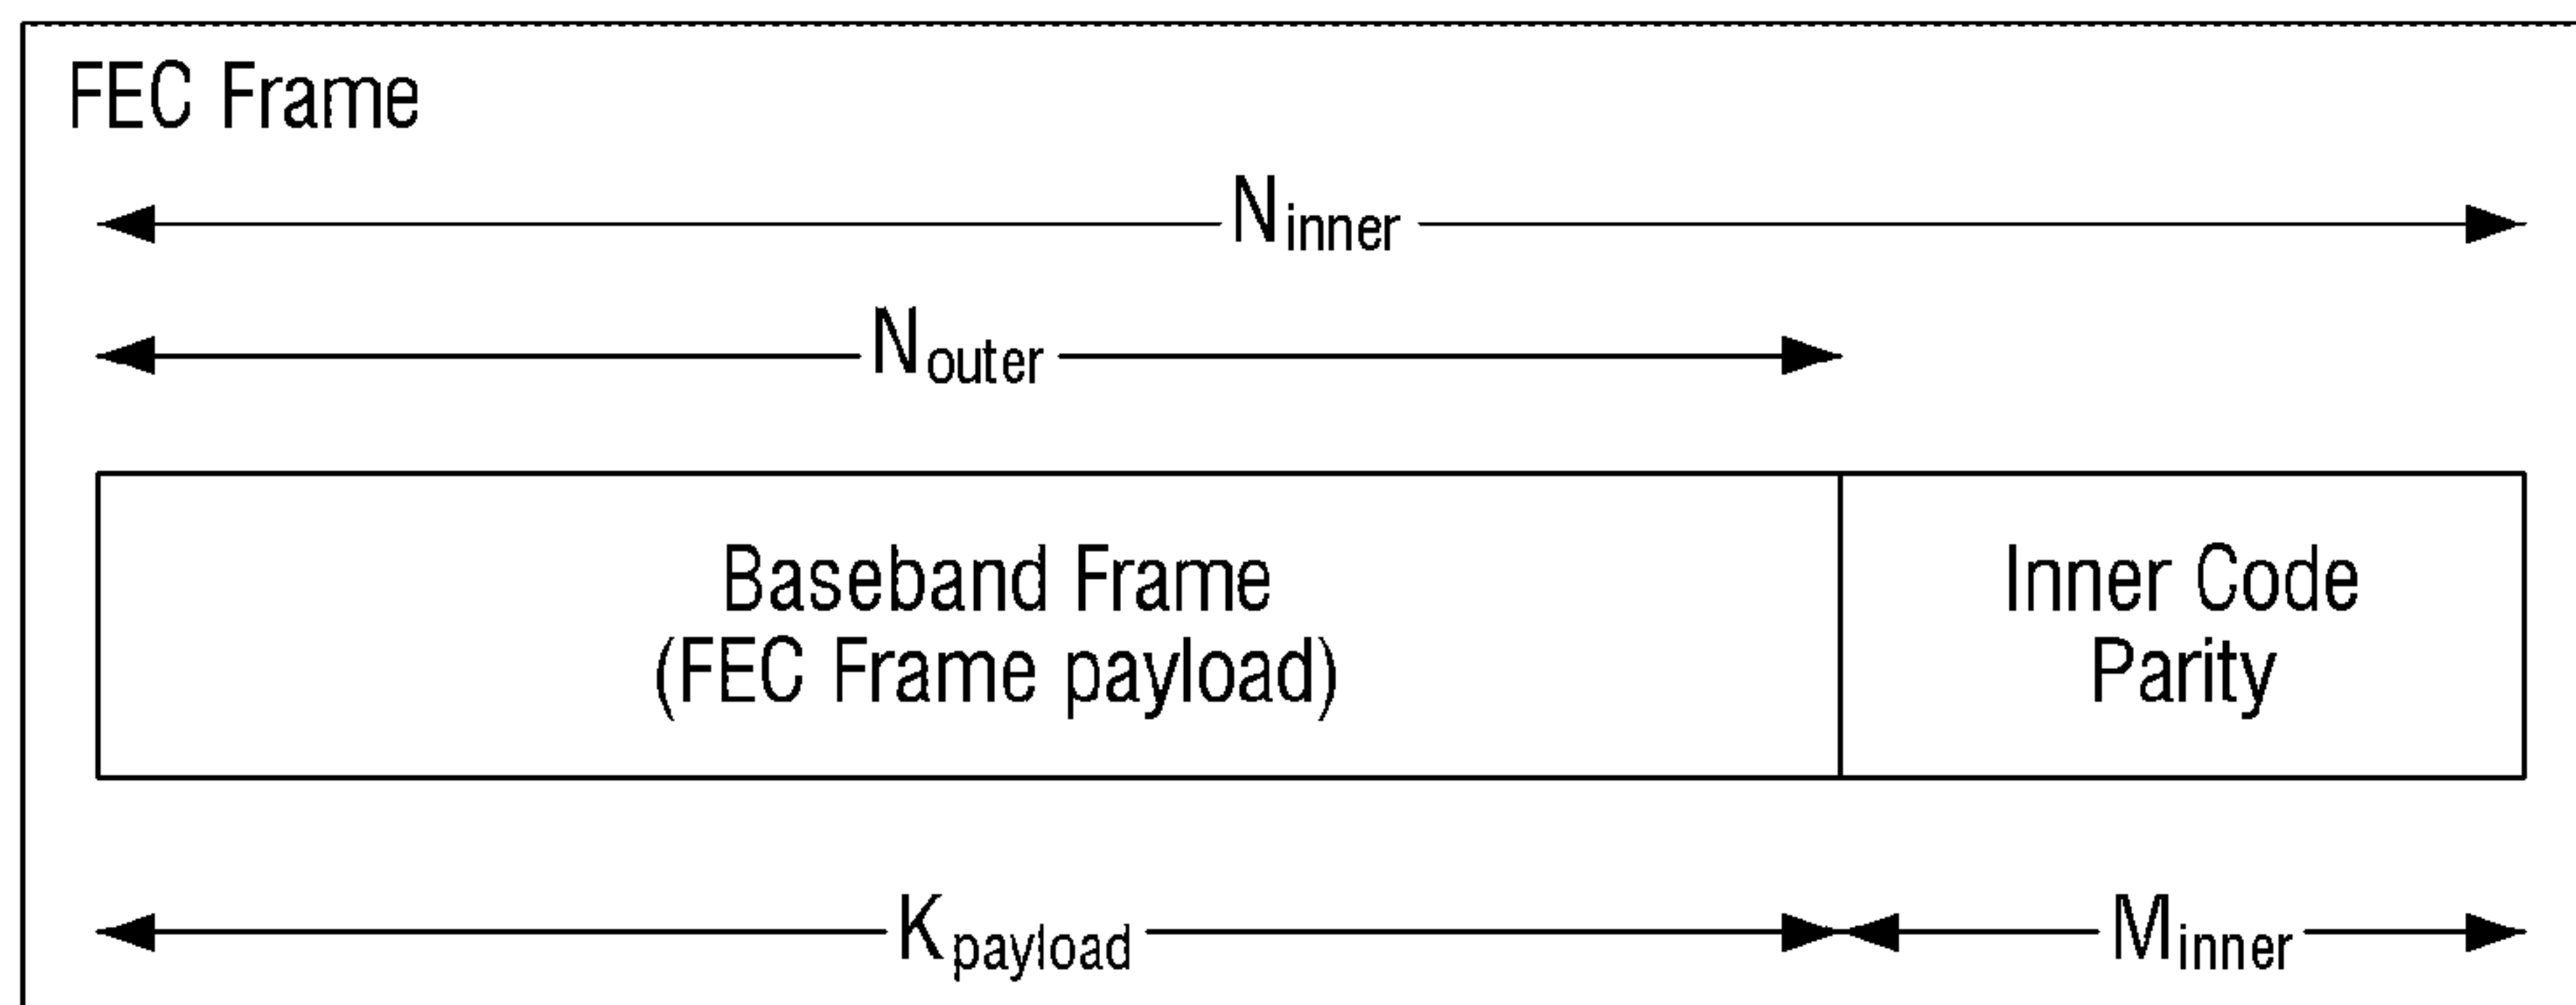 FEC Frame
Ninner
Nouter
Baseband Frame
(FEC Frame payload)
Inner Code
Parity
Kpayload
Minner